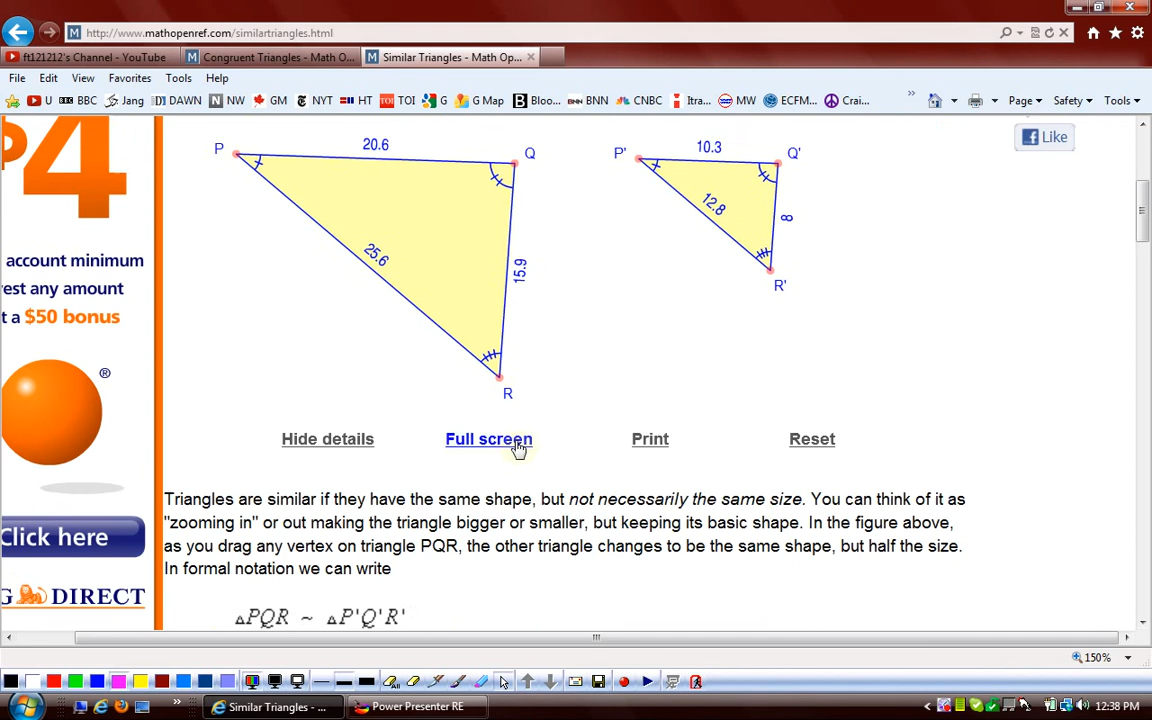 http://www.mathopenref.com/similartriangles.html
ft121212's Channel - YouTube
Congruent Triangles - Math O...
Similar Triangles - Math Op...
File Edit View Favorites Tools Help
U BBC Jang DAWN NW GM NYT HT TOI G G Map Bloo... BNN CNBC Itra... MW ECFM... Crai...
Page Safety Tools
Like
P 20.6 Q
25.6
15.9
R
P' 10.3 Q'
12.8
8
R'
$4
account minimum
rest any amount
t a $50 bonus
®
Click here
G DIRECT
Hide details Full screen Print Reset
Triangles are similar if they have the same shape, but not necessarily the same size. You can think of it as
"zooming in" or out making the triangle bigger or smaller, but keeping its basic shape. In the figure above,
as you drag any vertex on triangle PQR, the other triangle changes to be the same shape, but half the size.
In formal notation we can write
△PQR ~ △P'Q'R'
150%
Similar Triangles - ...
Power Presenter RE
12:38 PM